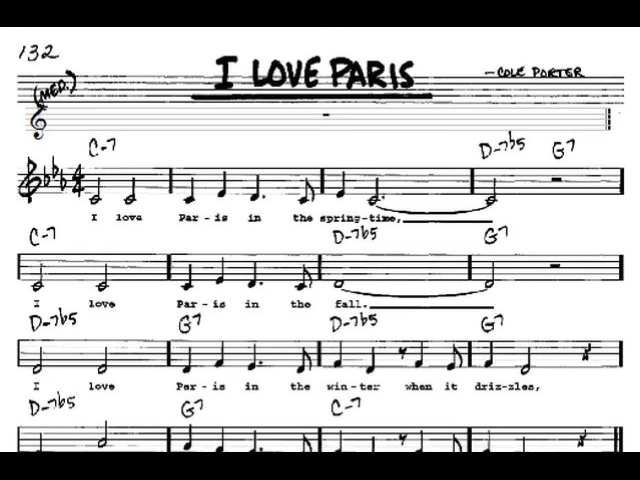 132
I LOVE PARIS
(MED.)
—COLE PORTER
C-7 D-7b5 G7
4
4
I love Par-is in the spring-time,
C-7 D-7b5 G7
I love Par-is in the fall.
D-7b5 G7 D-7b5 G7
I love Par-is in the win-ter when it driz-zles,
D-7b5 G7 C-7